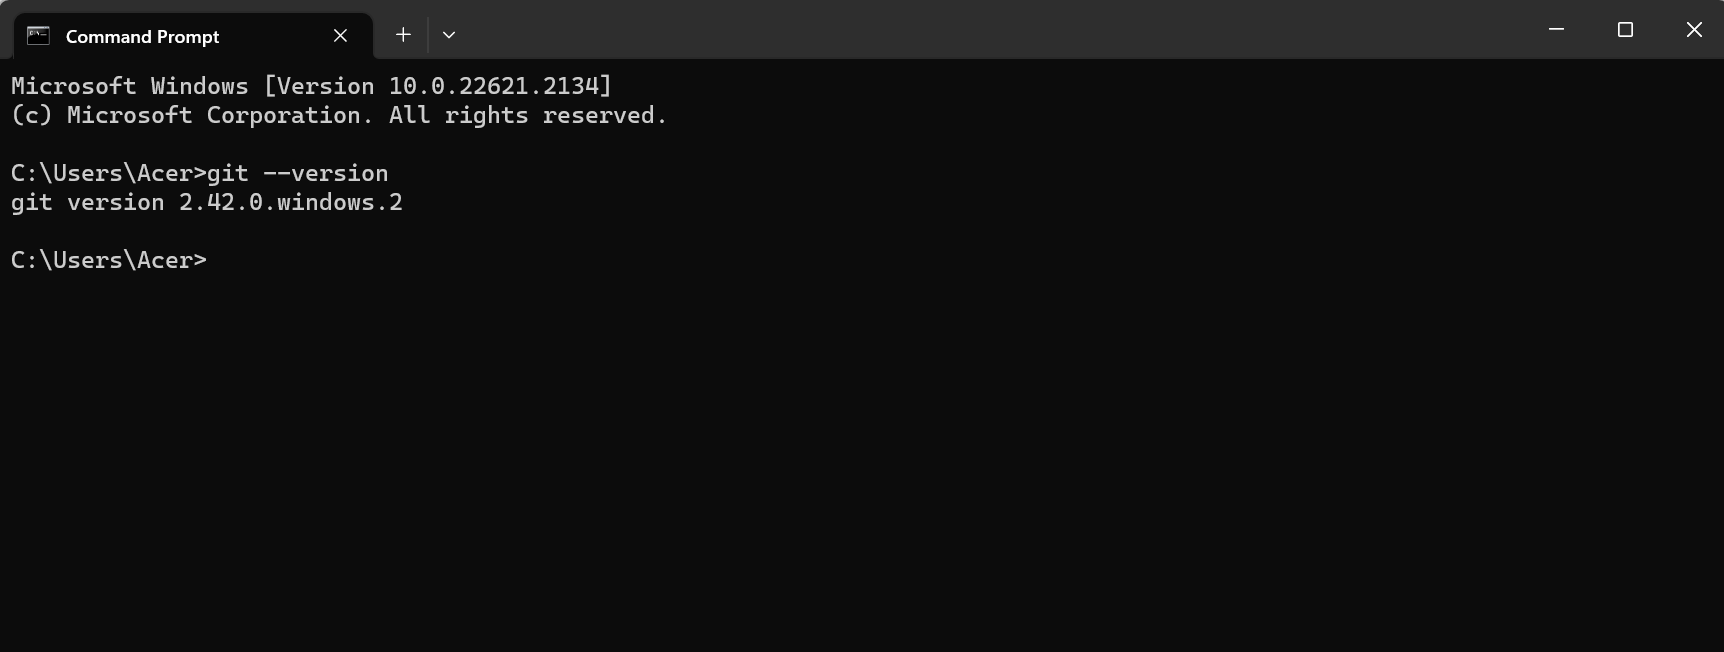 Command Prompt
Microsoft Windows [Version 10.0.22621.2134]
(c) Microsoft Corporation. All rights reserved.
C:\Users\Acer>git --version
git version 2.42.0.windows.2
C:\Users\Acer>